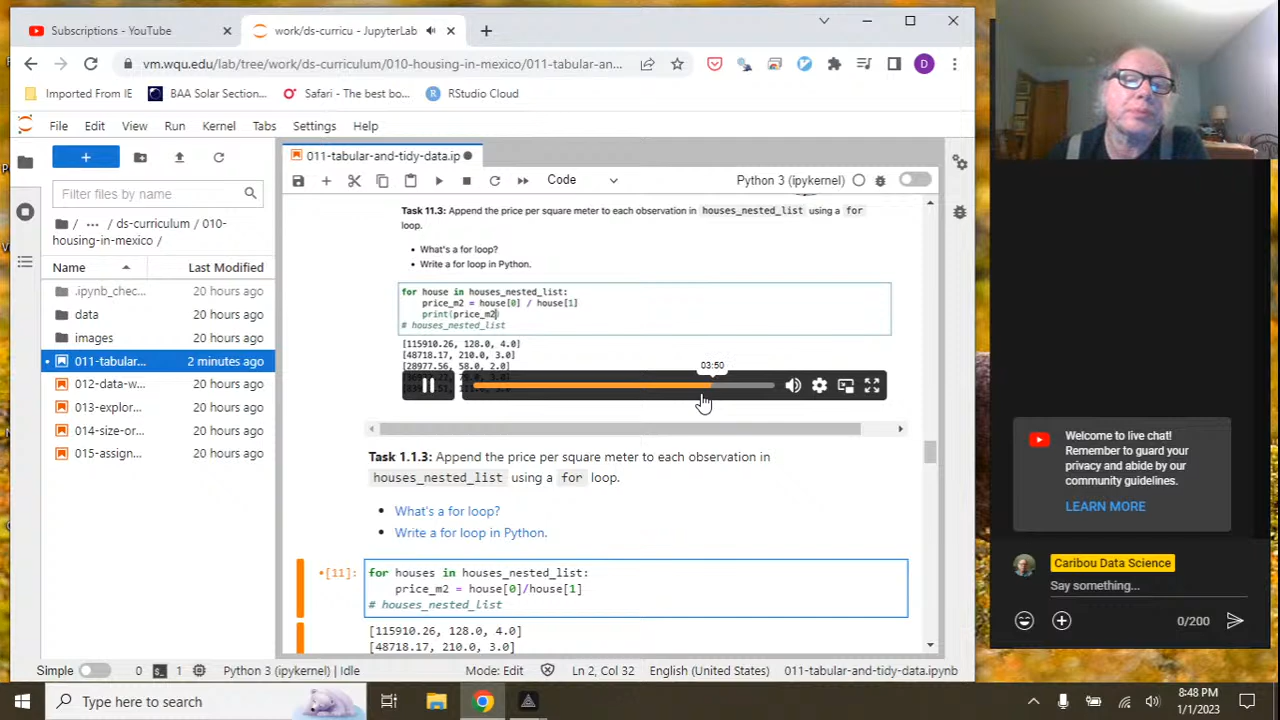 Subscriptions - YouTube
work/ds-curricu - JupyterLab
vm.wqu.edu/lab/tree/work/ds-curriculum/010-housing-in-mexico/011-tabular-an...
D
Imported From IE
BAA Solar Section...
Safari - The best bo...
RStudio Cloud
File Edit View Run Kernel Tabs Settings Help
011-tabular-and-tidy-data.ip
Code
Python 3 (ipykernel)
Filter files by name
/ ... / ds-curriculum / 010-
housing-in-mexico /
Name Last Modified
.ipynb_chec... 20 hours ago
data 20 hours ago
images 20 hours ago
011-tabular... 2 minutes ago
012-data-w... 20 hours ago
013-explor... 20 hours ago
014-size-or... 20 hours ago
015-assign... 20 hours ago
Task 11.3: Append the price per square meter to each observation in houses_nested_list using a for
loop.
What's a for loop?
Write a for loop in Python.
for house in houses_nested_list:
price_m2 = house[0] / house[1]
print(price_m2)
# houses_nested_list
[115910.26, 128.0, 4.0]
[48718.17, 210.0, 3.0]
[28977.56, 58.0, 2.0]
03:50
Task 1.1.3: Append the price per square meter to each observation in
houses_nested_list using a for loop.
What's a for loop?
Write a for loop in Python.
[11]:
for houses in houses_nested_list:
price_m2 = house[0]/house[1]
# houses_nested_list
[115910.26, 128.0, 4.0]
[48718.17, 210.0, 3.0]
Simple 0 1 Python 3 (ipykernel) | Idle Mode: Edit Ln 2, Col 32 English (United States) 011-tabular-and-tidy-data.ipynb
Welcome to live chat!
Remember to guard your
privacy and abide by our
community guidelines.
LEARN MORE
Caribou Data Science
Say something...
0/200
Type here to search
8:48 PM
1/1/2023